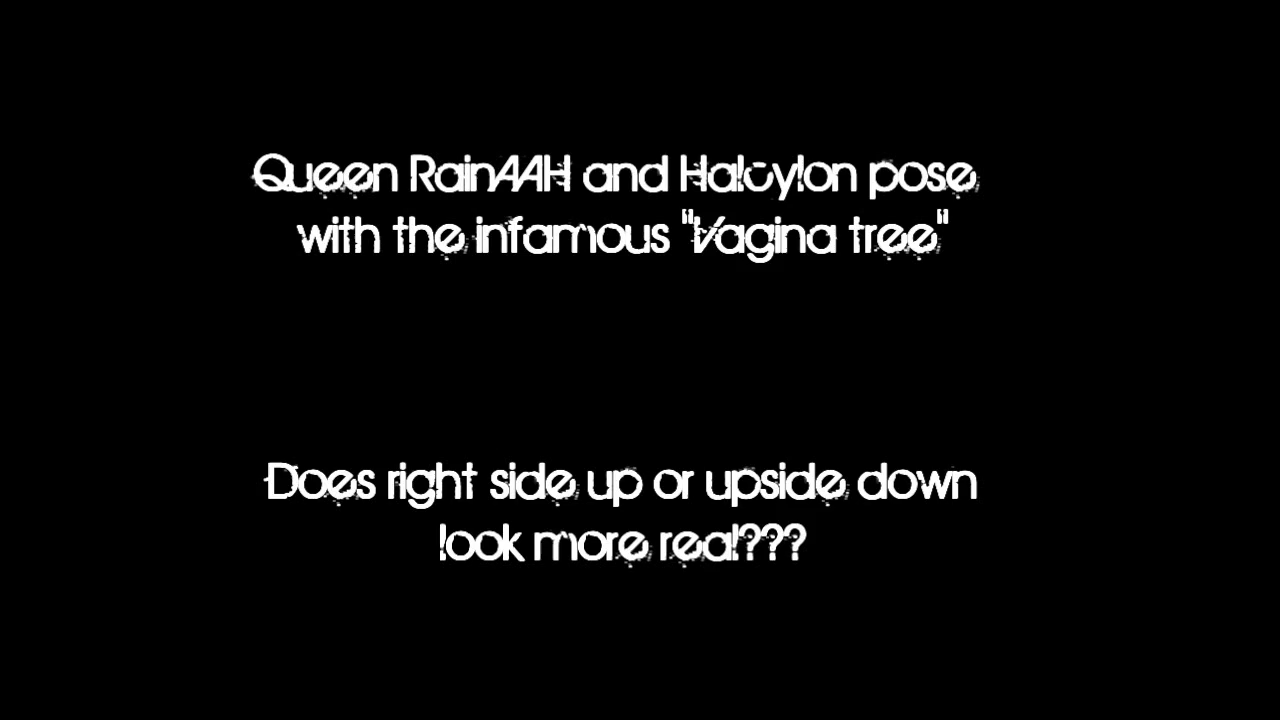 Queen RainAAH and Halcylon pose
with the infamous "Vagina tree"
Does right side up or upside down
look more real???